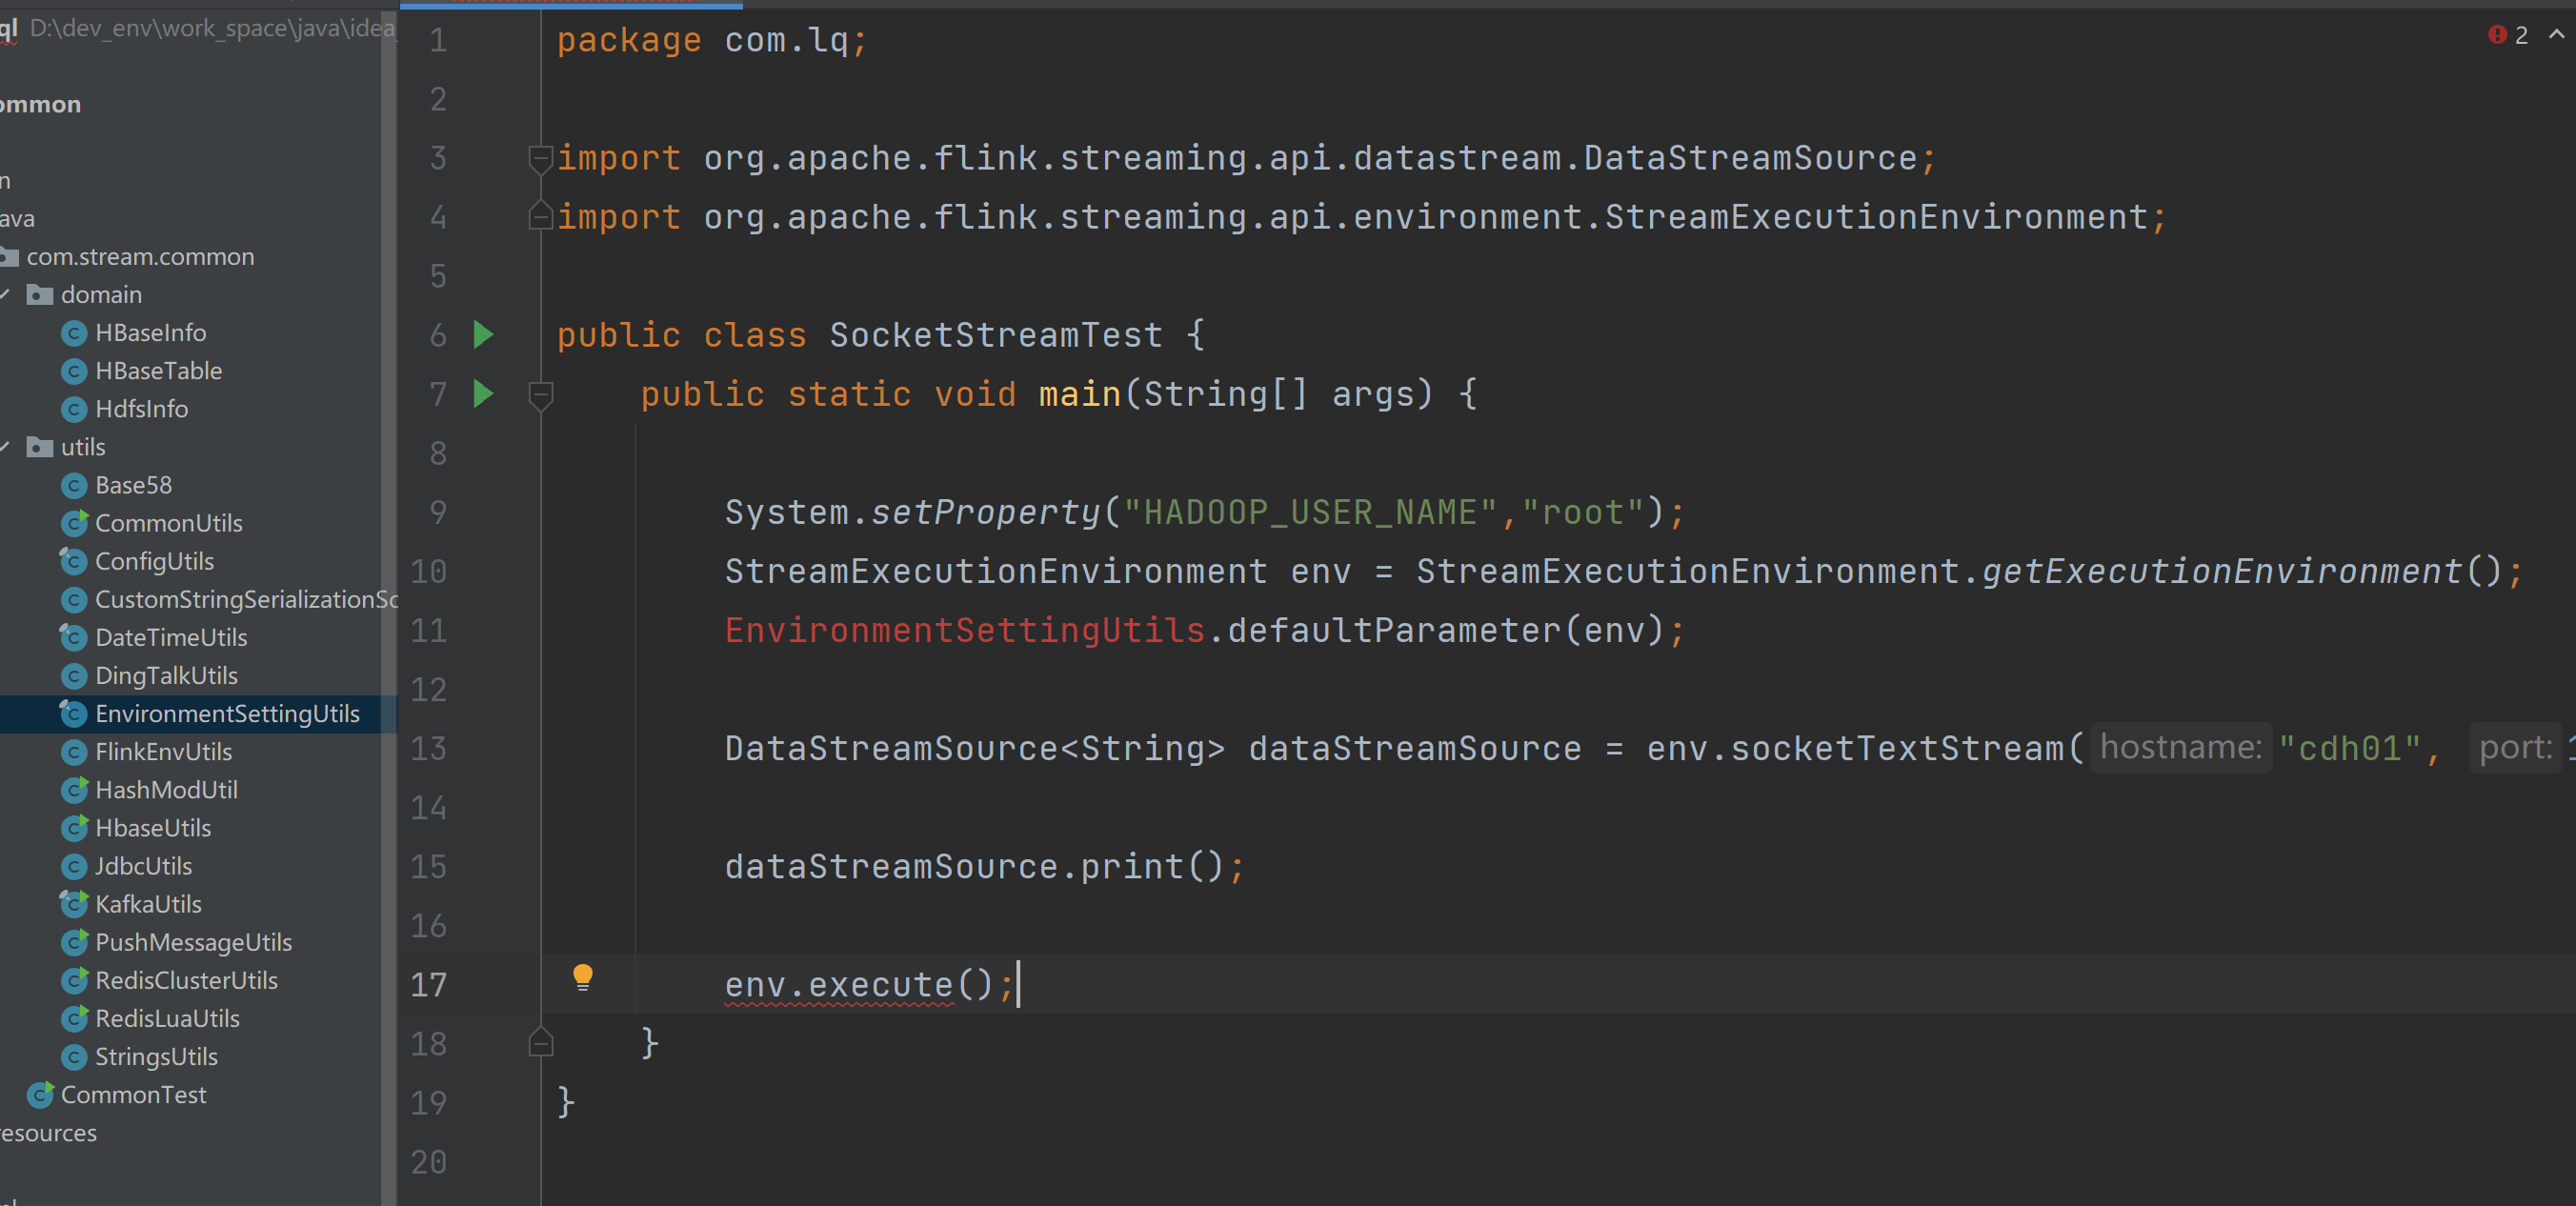 ql D:\dev_env\work_space\java\idea
ommon
n
ava
com.stream.common
domain
HBaseInfo
HBaseTable
HdfsInfo
utils
Base58
CommonUtils
ConfigUtils
CustomStringSerializationSc
DateTimeUtils
DingTalkUtils
EnvironmentSettingUtils
FlinkEnvUtils
HashModUtil
HbaseUtils
JdbcUtils
KafkaUtils
PushMessageUtils
RedisClusterUtils
RedisLuaUtils
StringsUtils
CommonTest
resources
2
1 package com.lq;
2
3 import org.apache.flink.streaming.api.datastream.DataStreamSource;
4 import org.apache.flink.streaming.api.environment.StreamExecutionEnvironment;
5
6 public class SocketStreamTest {
7 public static void main(String[] args) {
8
9 System.setProperty("HADOOP_USER_NAME","root");
10 StreamExecutionEnvironment env = StreamExecutionEnvironment.getExecutionEnvironment();
11 EnvironmentSettingUtils.defaultParameter(env);
12
13 DataStreamSource<String> dataStreamSource = env.socketTextStream( hostname: "cdh01", port: 1
14
15 dataStreamSource.print();
16
17 env.execute();
18 }
19 }
20